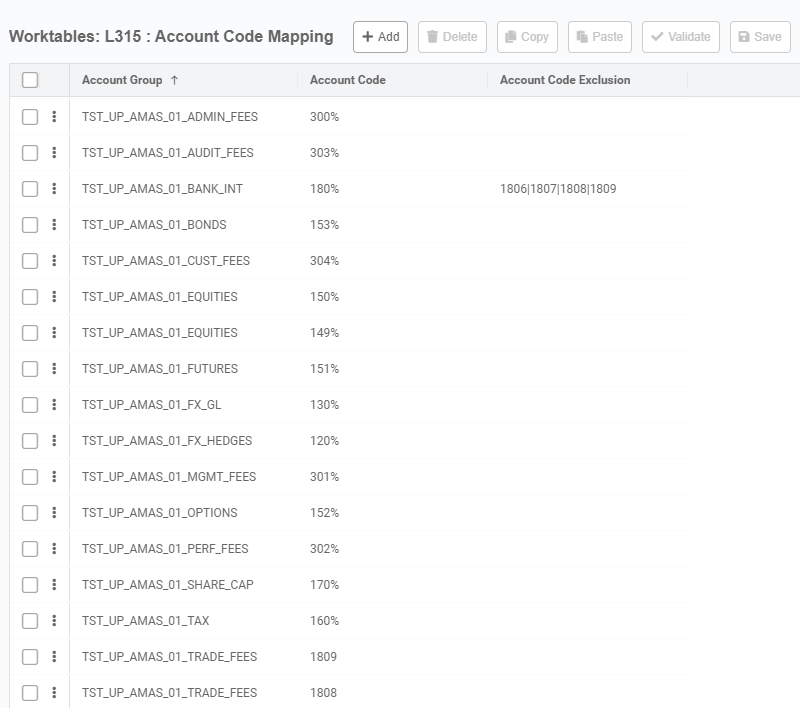 Worktables: L315 : Account Code Mapping + Add Delete Copy Paste Validate Save
Account Group ↑ Account Code Account Code Exclusion
TST_UP_AMAS_01_ADMIN_FEES 300%
TST_UP_AMAS_01_AUDIT_FEES 303%
TST_UP_AMAS_01_BANK_INT 180% 1806|1807|1808|1809
TST_UP_AMAS_01_BONDS 153%
TST_UP_AMAS_01_CUST_FEES 304%
TST_UP_AMAS_01_EQUITIES 150%
TST_UP_AMAS_01_EQUITIES 149%
TST_UP_AMAS_01_FUTURES 151%
TST_UP_AMAS_01_FX_GL 130%
TST_UP_AMAS_01_FX_HEDGES 120%
TST_UP_AMAS_01_MGMT_FEES 301%
TST_UP_AMAS_01_OPTIONS 152%
TST_UP_AMAS_01_PERF_FEES 302%
TST_UP_AMAS_01_SHARE_CAP 170%
TST_UP_AMAS_01_TAX 160%
TST_UP_AMAS_01_TRADE_FEES 1809
TST_UP_AMAS_01_TRADE_FEES 1808